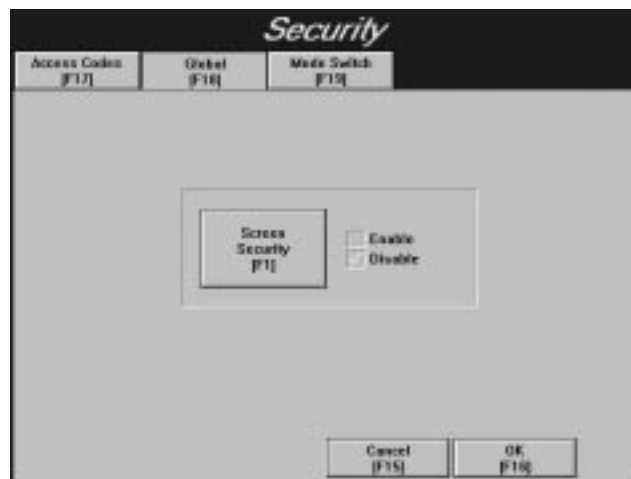 Security
Access Codes
[F17]
Global
[F18]
Mode Switch
[F19]
Screen
Security
[F1]
Enable
Disable
Cancel
[F15]
OK
[F16]